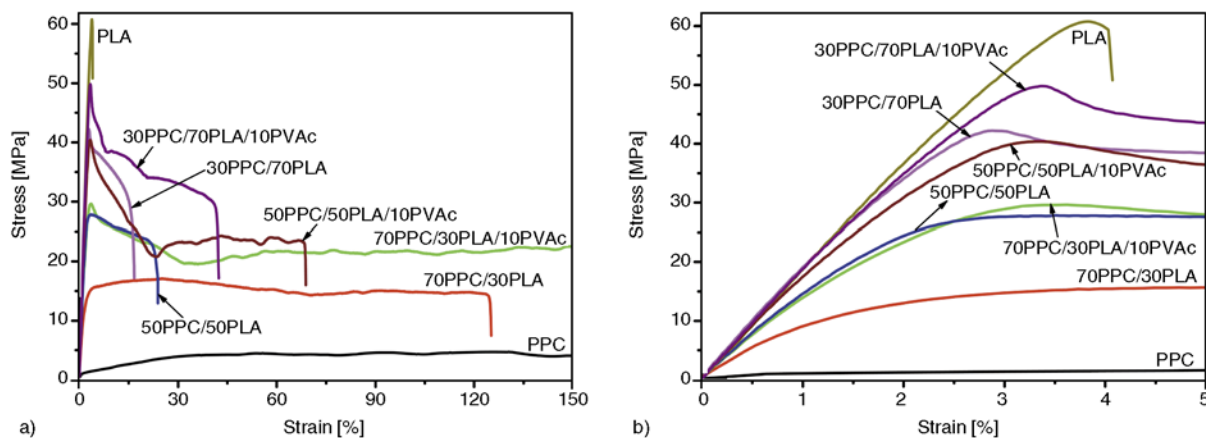 60
50
40
30
20
10
0
Stress [MPa]
PLA
30PPC/70PLA/10PVAc
30PPC/70PLA
50PPC/50PLA/10PVAc
70PPC/30PLA/10PVAc
70PPC/30PLA
50PPC/50PLA
PPC
0 30 60 90 120 150
a) Strain [%]
60
50
40
30
20
10
0
Stress [MPa]
PLA
30PPC/70PLA/10PVAc
30PPC/70PLA
50PPC/50PLA/10PVAc
50PPC/50PLA
70PPC/30PLA/10PVAc
70PPC/30PLA
PPC
0 1 2 3 4 5
b) Strain [%]